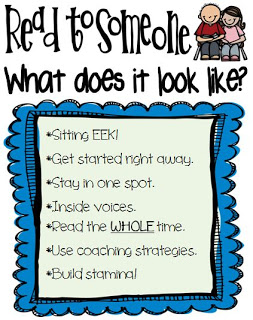 Read to Someone
What does it look like?
*Sitting EEK!
*Get started right away.
*Stay in one spot.
*Inside voices.
*Read the WHOLE time.
*Use coaching strategies.
*Build stamina!